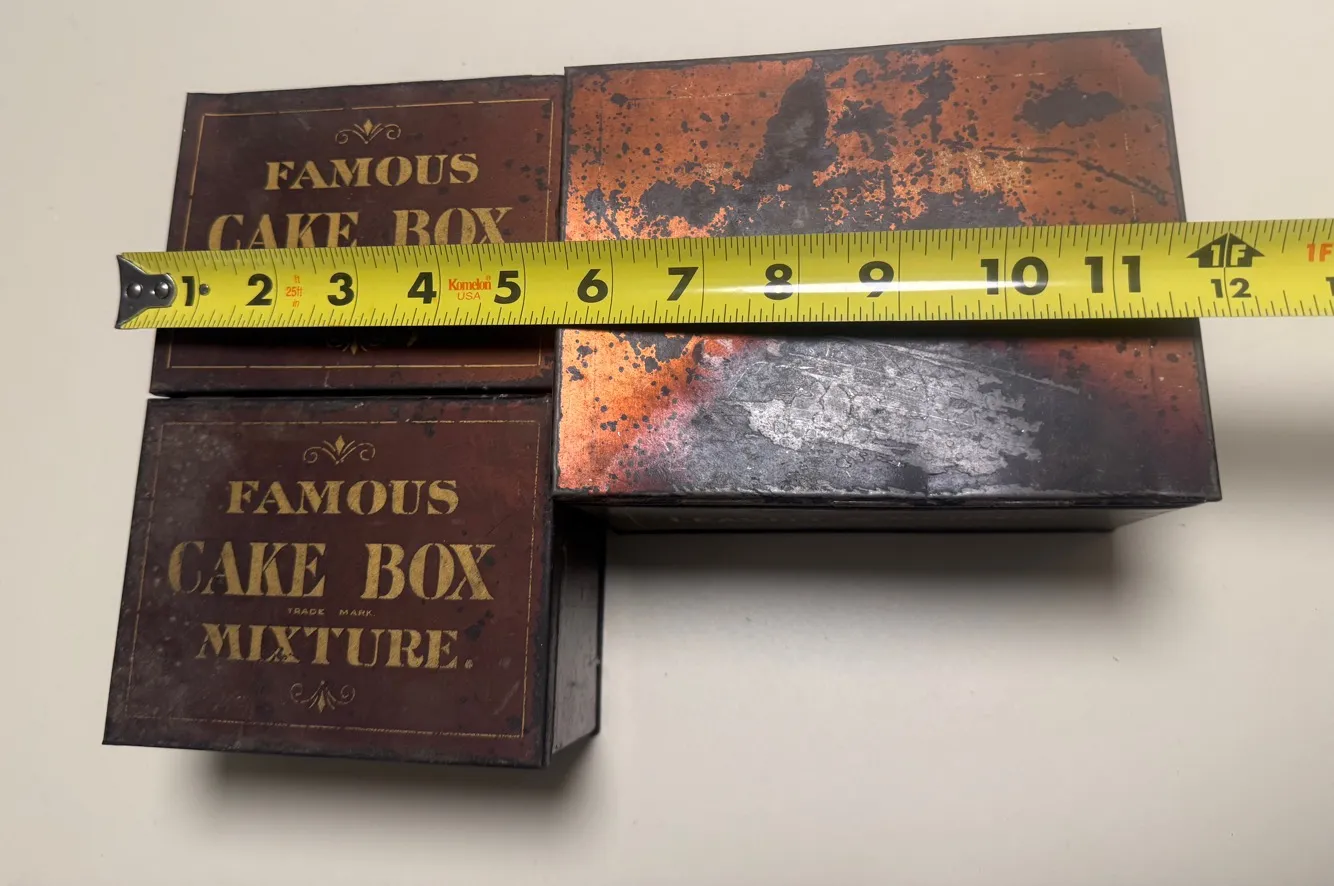 FAMOUS
CAKE BOX
1 2 ft 25ft in 3 4 Komelon® USA 5 6 7 8 9 10 11 1F 12 1F
FAMOUS
CAKE BOX
TRADE MARK
MIXTURE.